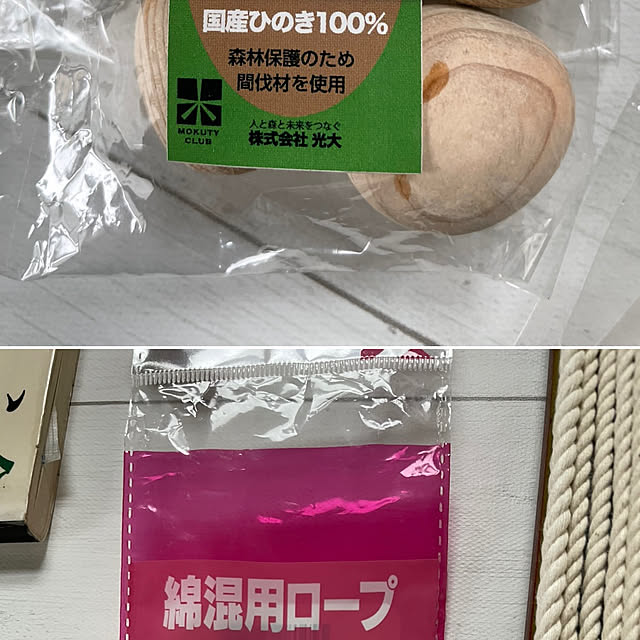 国産ひのき100%
森林保護のため
間伐材を使用
MOKUTY
CLUB
人と森と未来をつなぐ
株式会社 光大
綿混用ロープ